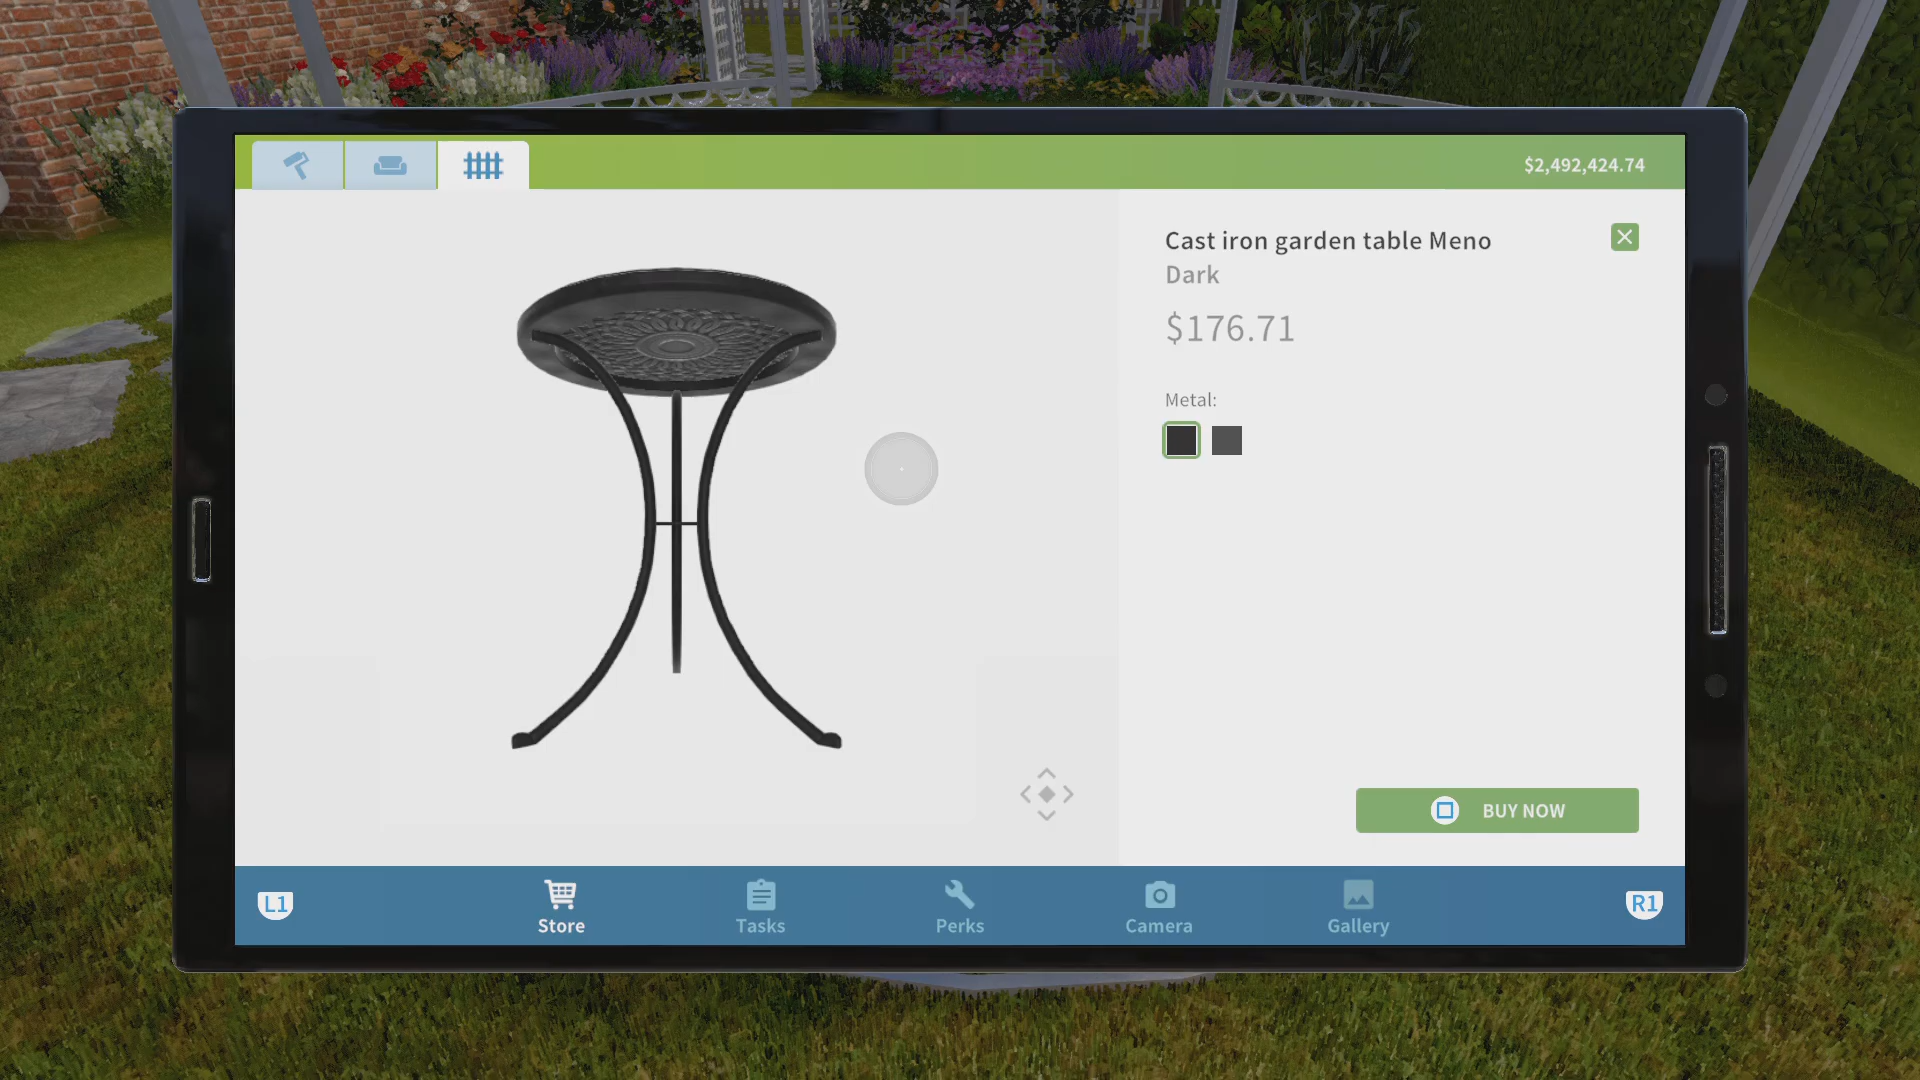 $2,492,424.74
Cast iron garden table Meno
Dark
$176.71
Metal:
BUY NOW
L1
Store
Tasks
Perks
Camera
Gallery
R1